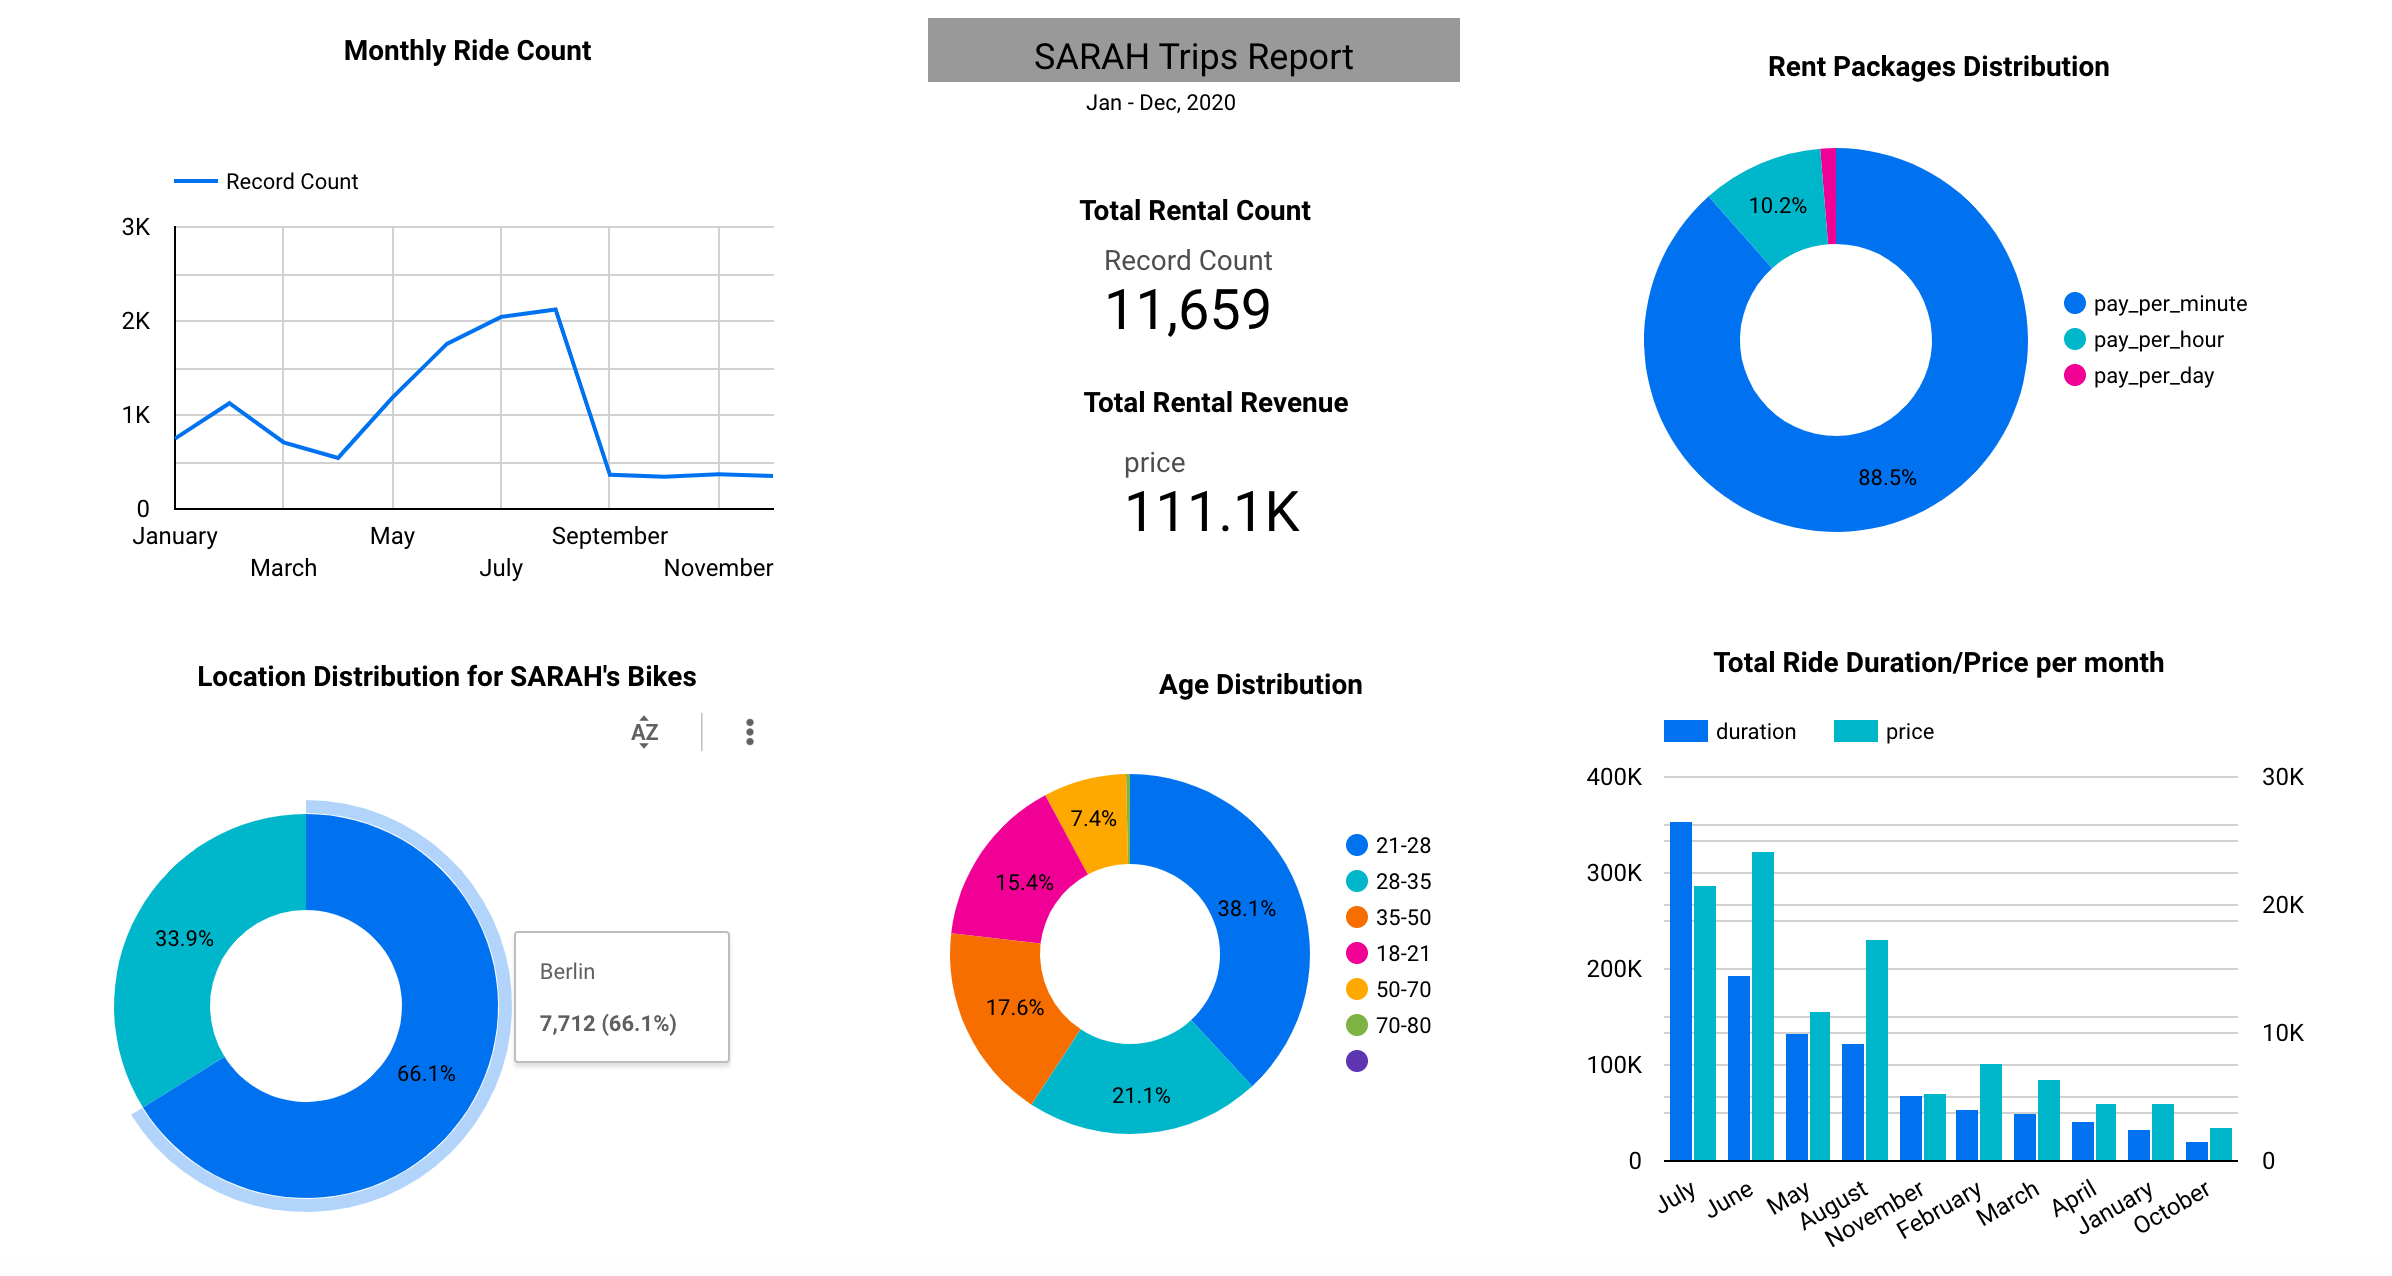 Monthly Ride Count
Record Count
3K
2K
1K
0
January
March
May
July
September
November
SARAH Trips Report
Jan - Dec, 2020
Total Rental Count
Record Count
11,659
Total Rental Revenue
price
111.1K
Rent Packages Distribution
10.2%
88.5%
pay_per_minute
pay_per_hour
pay_per_day
Location Distribution for SARAH's Bikes
AZ
33.9%
66.1%
Berlin
7,712 (66.1%)
Age Distribution
7.4%
15.4%
38.1%
17.6%
21.1%
21-28
28-35
35-50
18-21
50-70
70-80
Total Ride Duration/Price per month
duration price
400K
300K
200K
100K
0
30K
20K
10K
0
July
June
May
August
November
February
March
April
January
October